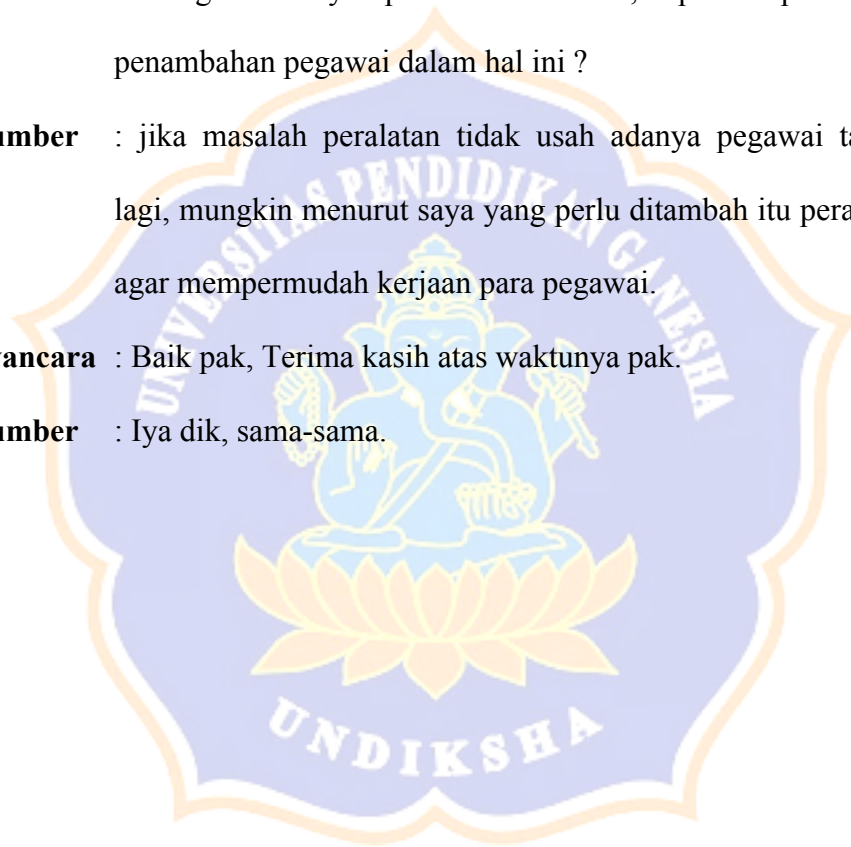 penambahan pegawai dalam hal ini ?
umber : jika masalah peralatan tidak usah adanya pegawai ta
lagi, mungkin menurut saya yang perlu ditambah itu pera
agar mempermudah kerjaan para pegawai.
vancara : Baik pak, Terima kasih atas waktunya pak.
umber : Iya dik, sama-sama.
UNIVERSITAS PENDIDIKAN GANESHA
UNDIKSHA